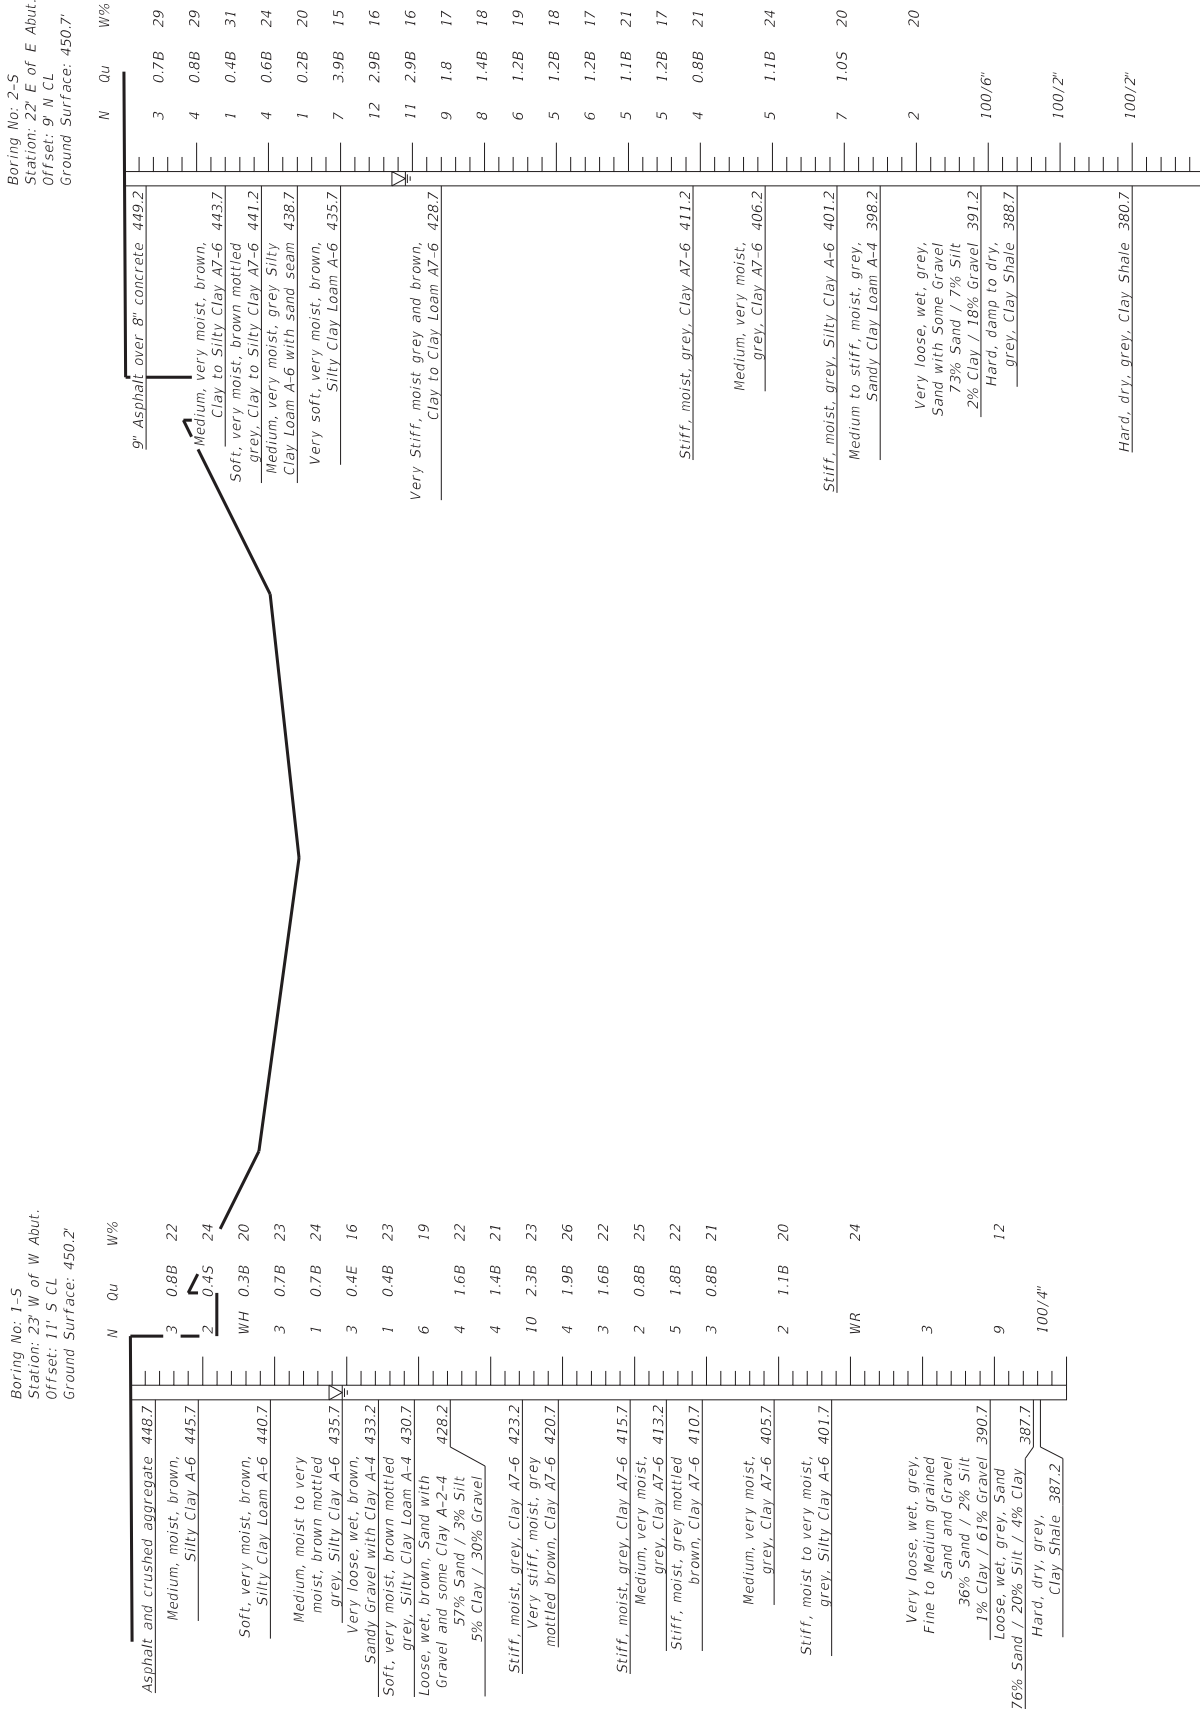 Boring No: 1-S
Station: 23' W of W Abut.
Offset: 11' S CL
Ground Surface: 450.2'
N Qu W%
3 0.8B 22
2 0.4S 24
WH 0.3B 20
3 0.7B 23
1 0.7B 24
3 0.4E 16
1 0.4B 23
6 19
4 1.6B 22
4 1.4B 21
10 2.3B 23
4 1.9B 26
3 1.6B 22
2 0.8B 25
5 1.8B 22
3 0.8B 21
2 1.1B 20
WR 24
3
9 12
100/4"
Asphalt and crushed aggregate 448.7
Medium, moist, brown,
Silty Clay A-6 445.7
Soft, very moist, brown,
Silty Clay Loam A-6 440.7
Medium, moist to very
moist, brown mottled
grey, Silty Clay A-6 435.7
Very loose, wet, brown,
Sandy Gravel with Clay A-4 433.2
Soft, very moist, brown mottled
grey, Silty Clay Loam A-4 430.7
Loose, wet, brown, Sand with
Gravel and some Clay A-2-4 428.2
57% Sand / 3% Silt
5% Clay / 30% Gravel
Stiff, moist, grey, Clay A7-6 423.2
Very stiff, moist, grey
mottled brown, Clay A7-6 420.7
Stiff, moist, grey, Clay A7-6 415.7
Medium, very moist,
grey, Clay A7-6 413.2
Stiff, moist, grey mottled
brown, Clay A7-6 410.7
Medium, very moist,
grey, Clay A7-6 405.7
Stiff, moist to very moist,
grey, Silty Clay A-6 401.7
Very loose, wet, grey,
Fine to Medium grained
Sand and Gravel
36% Sand / 2% Silt
1% Clay / 61% Gravel 390.7
Loose, wet, grey, Sand
76% Sand / 20% Silt / 4% Clay 387.7
Hard, dry, grey,
Clay Shale 387.2
Boring No: 2-S
Station: 22' E of E Abut.
Offset: 9' N CL
Ground Surface: 450.7'
N Qu W%
3 0.7B 29
4 0.8B 29
1 0.4B 31
4 0.6B 24
1 0.2B 20
7 3.9B 15
12 2.9B 16
11 2.9B 16
9 1.8 17
8 1.4B 18
6 1.2B 19
5 1.2B 18
6 1.2B 17
5 1.1B 21
5 1.2B 17
4 0.8B 21
5 1.1B 24
7 1.0S 20
2 20
100/6"
100/2"
100/2"
9" Asphalt over 8" concrete 449.2
Medium, very moist, brown,
Clay to Silty Clay A7-6 443.7
Soft, very moist, brown mottled
grey, Clay to Silty Clay A7-6 441.2
Medium, very moist, grey Silty
Clay Loam A-6 with sand seam 438.7
Very soft, very moist, brown,
Silty Clay Loam A-6 435.7
Very Stiff, moist grey and brown,
Clay to Clay Loam A7-6 428.7
Stiff, moist grey, Clay A7-6 411.2
Medium, very moist,
grey, Clay A7-6 406.2
Stiff, moist, grey, Silty Clay A-6 401.2
Medium to stiff, moist, grey,
Sandy Clay Loam A-4 398.2
Very loose, wet, grey,
Sand with Some Gravel
73% Sand / 7% Silt
2% Clay / 18% Gravel 391.2
Hard, damp to dry,
grey, Clay Shale 388.7
Hard, dry, grey, Clay Shale 380.7